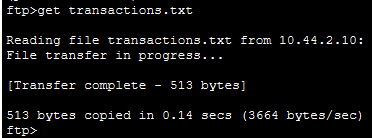 ftp>get transactions.txt
Reading file transactions.txt from 10.44.2.10:
File transfer in progress...
[Transfer complete - 513 bytes]
513 bytes copied in 0.14 secs (3664 bytes/sec)
ftp>